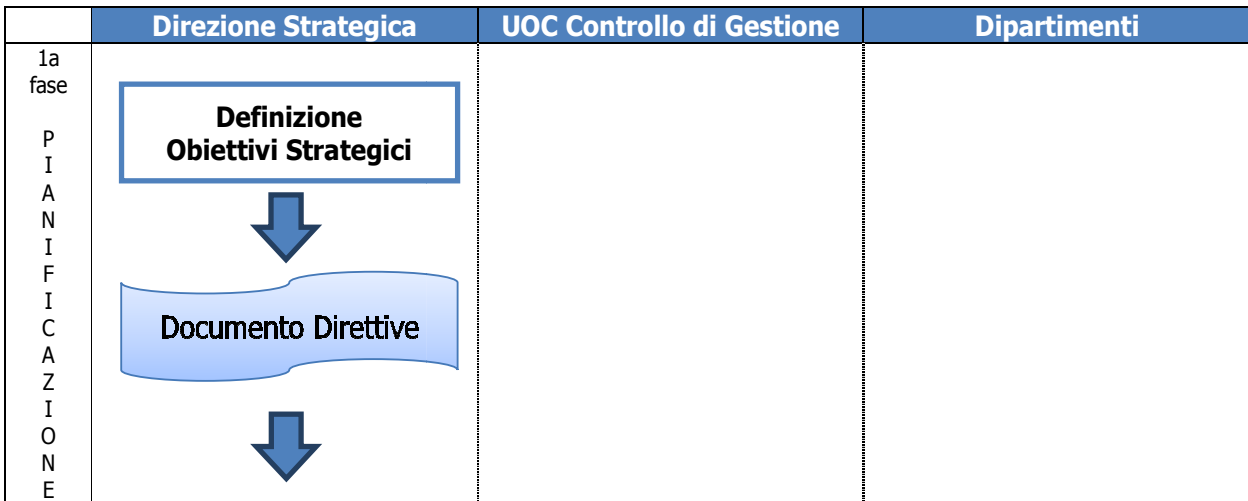 Direzione Strategica UOC Controllo di Gestione Dipartimenti
1a
fase
P
I
A
N
I
F
I
C
A
Z
I
O
N
E
Definizione
Obiettivi Strategici
Documento Direttive